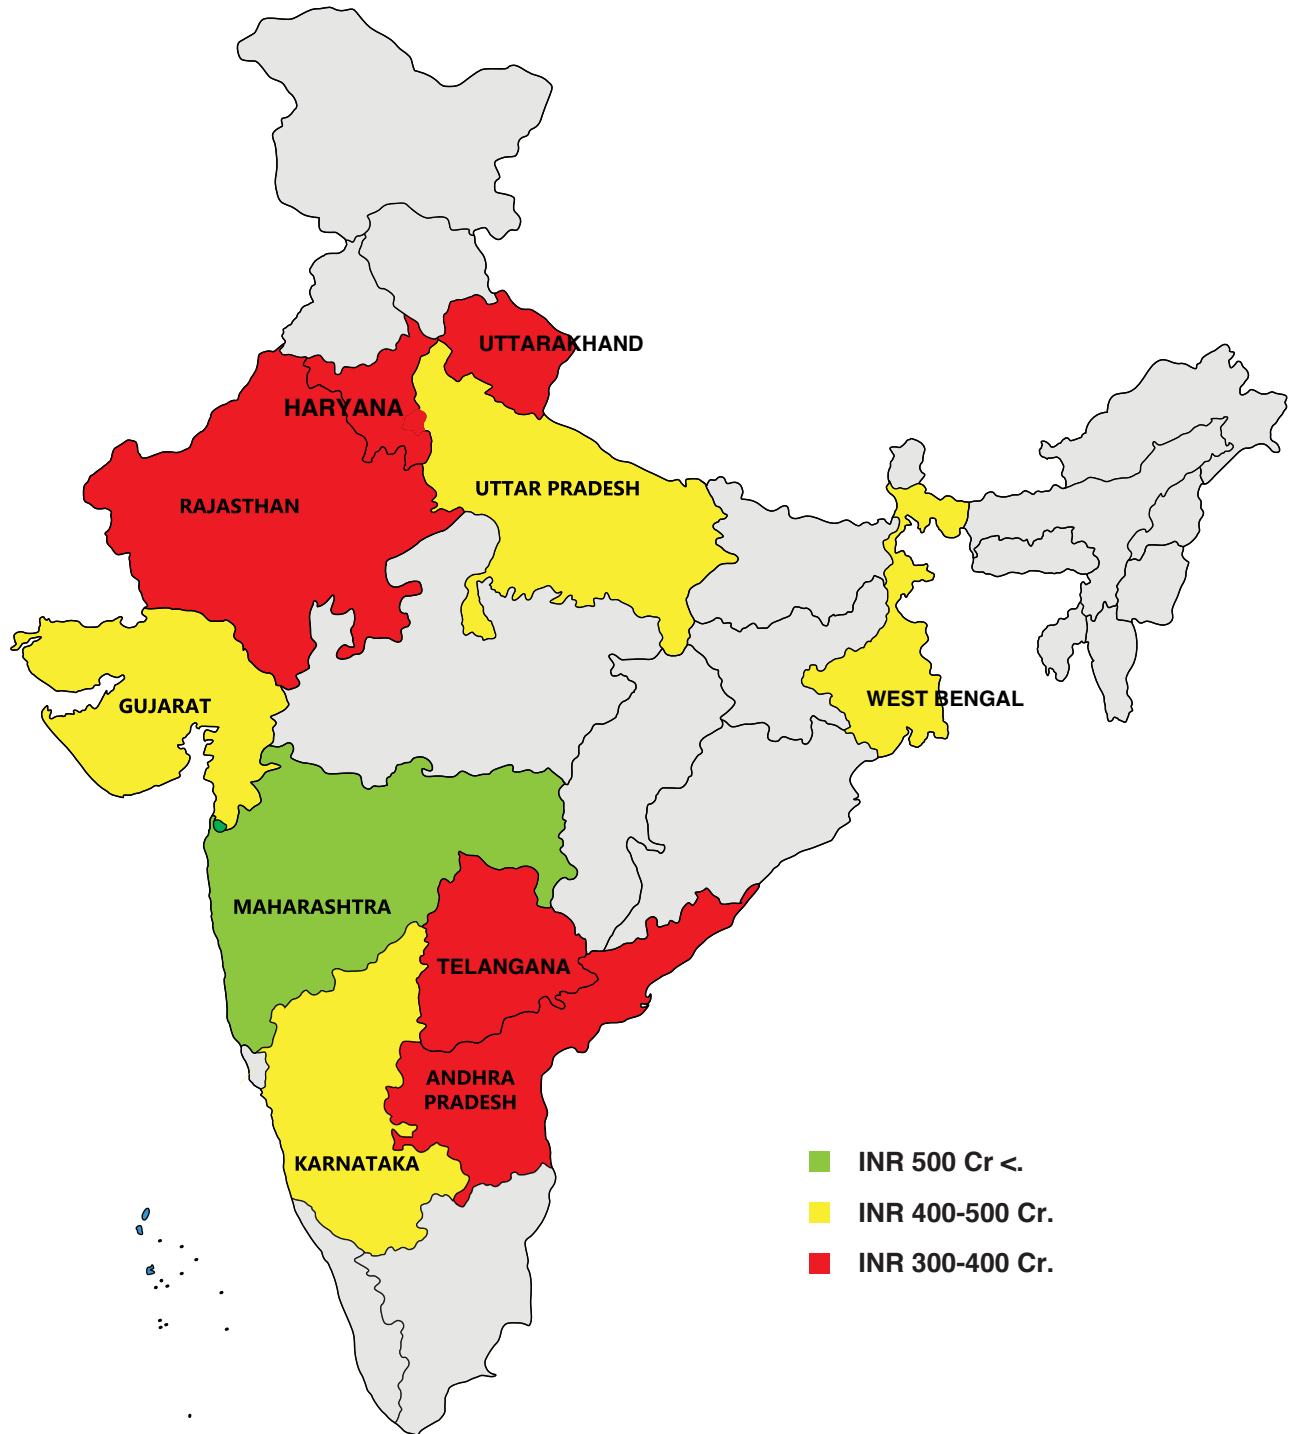 UTTARAKHAND
HARYANA
UTTAR PRADESH
RAJASTHAN
WEST BENGAL
GUJARAT
MAHARASHTRA
TELANGANA
ANDHRA
PRADESH
KARNATAKA
INR 500 Cr <.
INR 400-500 Cr.
INR 300-400 Cr.